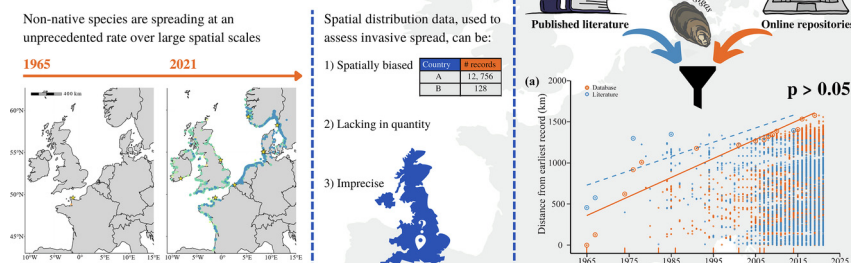 Non-native species are spreading at an
unprecedented rate over large spatial scales
1965
2021
400 km
60°N
55°N
50°N
45°N
10°W 5°W 0° 5°E 10°E 15°E
10°W 5°W 0° 5°E 10°E 15°E
Spatial distribution data, used to
assess invasive spread, can be:
1) Spatially biased
Country # records
A 12, 756
B 128
2) Lacking in quantity
3) Imprecise
?
Published literature
Online repositories
(a)
p > 0.05
Database
Literature
Distance from earliest record (km)
2000
1500
1000
500
0
1965 1975 1985 1995 2005 2015 2025